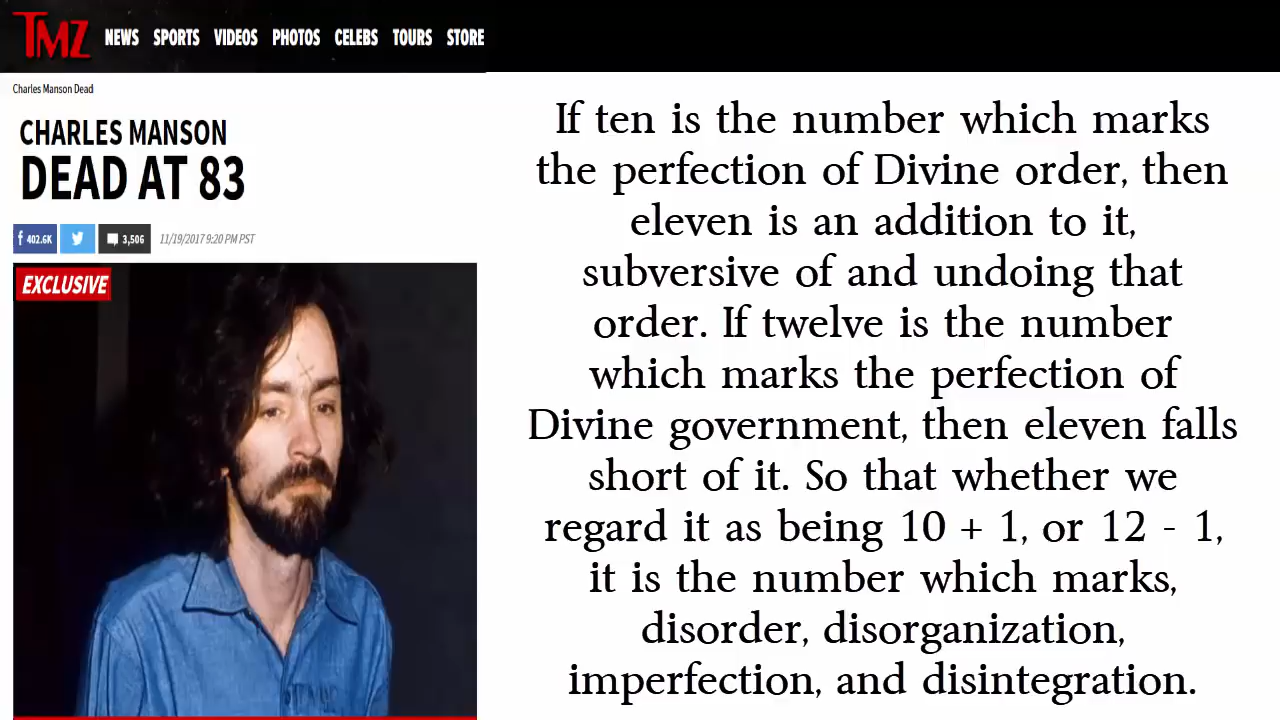 TMZ NEWS SPORTS VIDEOS PHOTOS CELEBS TOURS STORE
Charles Manson Dead
CHARLES MANSON
DEAD AT 83
f 402.6K 3,506 11/19/2017 9:20 PM PST
EXCLUSIVE
If ten is the number which marks
the perfection of Divine order, then
eleven is an addition to it,
subversive of and undoing that
order. If twelve is the number
which marks the perfection of
Divine government, then eleven falls
short of it. So that whether we
regard it as being 10 + 1, or 12 - 1,
it is the number which marks,
disorder, disorganization,
imperfection, and disintegration.